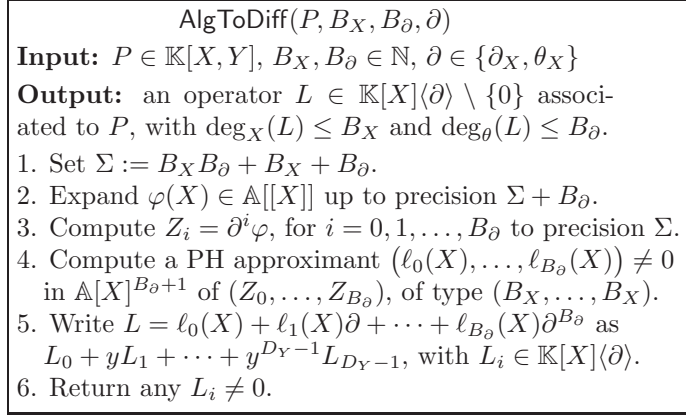 AlgToDiff(P, B_X, B_∂, ∂)
Input: P ∈ 𝕂[X, Y], B_X, B_∂ ∈ ℕ, ∂ ∈ {∂_X, θ_X}
Output: an operator L ∈ 𝕂[X]⟨∂⟩ \ {0} associ-
ated to P, with deg_X(L) ≤ B_X and deg_θ(L) ≤ B_∂.
1. Set Σ := B_X B_∂ + B_X + B_∂.
2. Expand φ(X) ∈ 𝔸[[X]] up to precision Σ + B_∂.
3. Compute Z_i = ∂^i φ, for i = 0, 1, . . . , B_∂ to precision Σ.
4. Compute a PH approximant (ℓ_0(X), . . . , ℓ_{B_∂}(X)) ≠ 0
in 𝔸[X]^{B_∂+1} of (Z_0, . . . , Z_{B_∂}), of type (B_X, . . . , B_X).
5. Write L = ℓ_0(X) + ℓ_1(X)∂ + · · · + ℓ_{B_∂}(X)∂^{B_∂} as
L_0 + yL_1 + · · · + y^{D_Y−1}L_{D_Y−1}, with L_i ∈ 𝕂[X]⟨∂⟩.
6. Return any L_i ≠ 0.